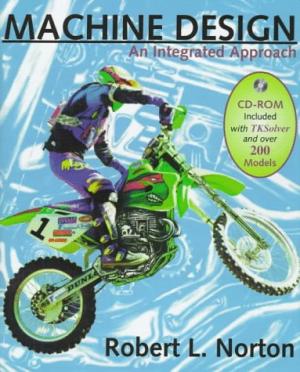 MACHINE DESIGN
An Integrated Approach
CD-ROM
Included
with TKSolver
and over
200
Models
1
DUNLOP
Robert L. Norton